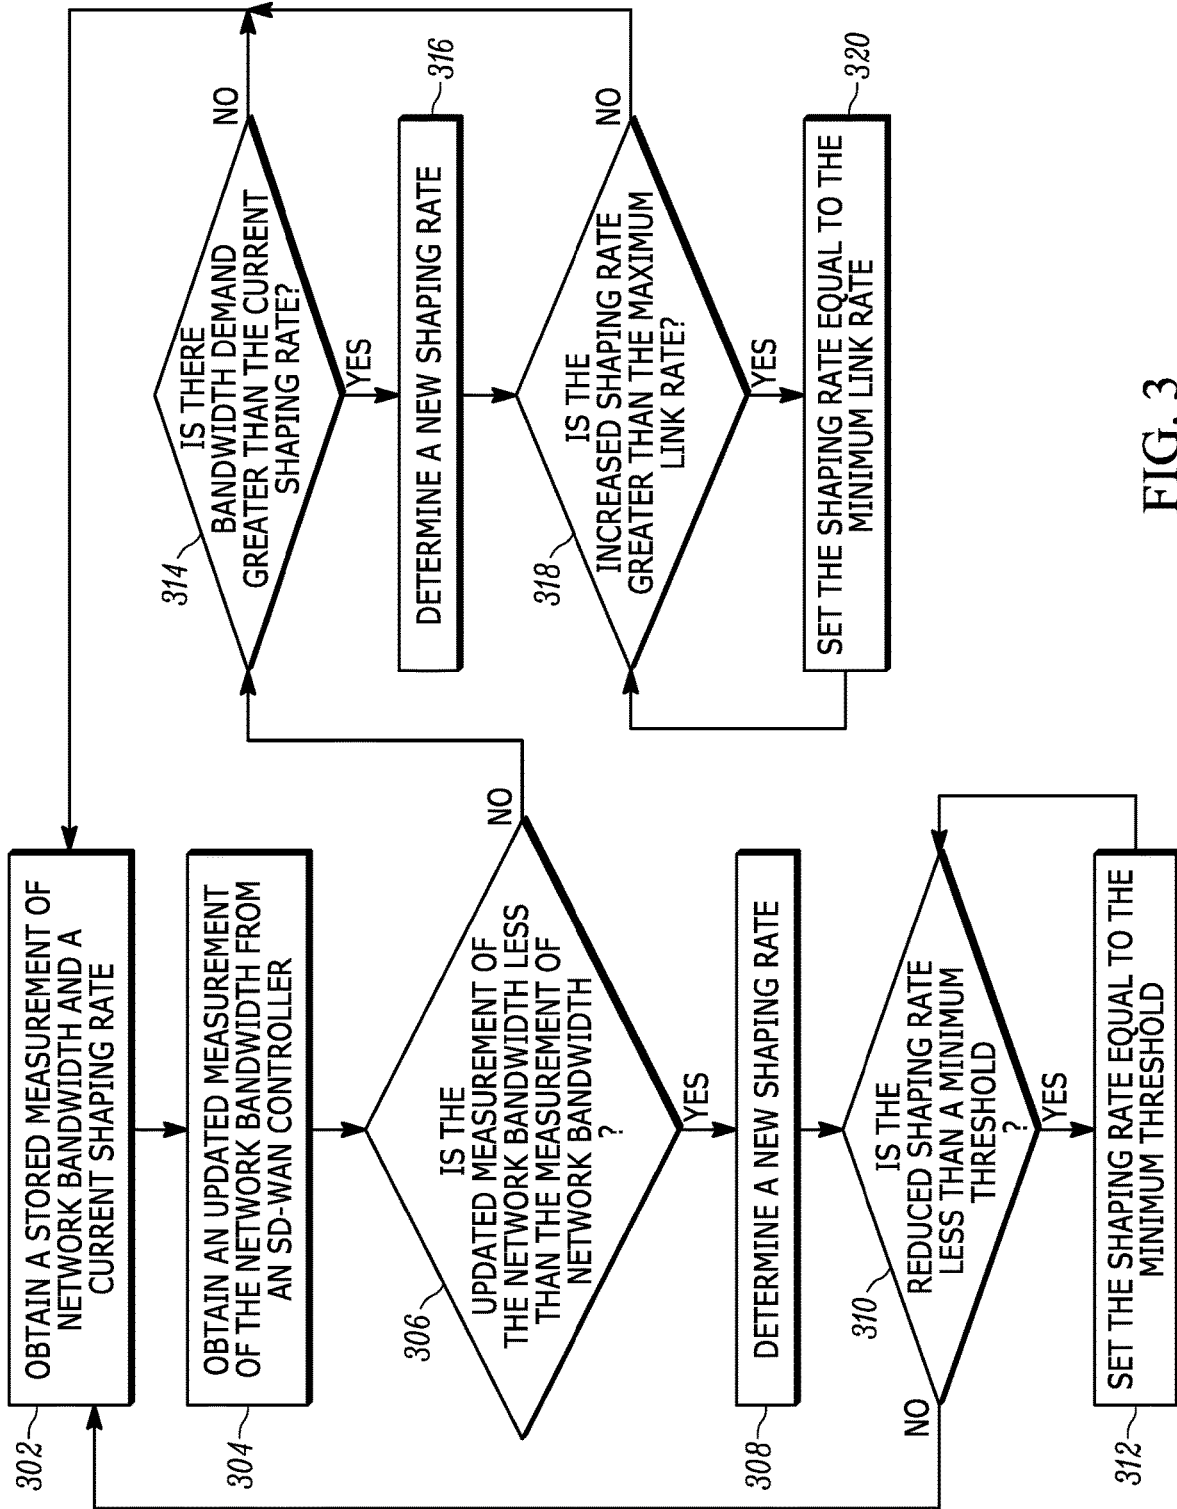 302
OBTAIN A STORED MEASUREMENT OF
NETWORK BANDWIDTH AND A
CURRENT SHAPING RATE
304
OBTAIN AN UPDATED MEASUREMENT
OF THE NETWORK BANDWIDTH FROM
AN SD-WAN CONTROLLER
306
IS THE
UPDATED MEASUREMENT OF
THE NETWORK BANDWIDTH LESS
THAN THE MEASUREMENT OF
NETWORK BANDWIDTH
?
NO
YES
308
DETERMINE A NEW SHAPING RATE
310
IS THE
REDUCED SHAPING RATE
LESS THAN A MINIMUM
THRESHOLD
?
NO
YES
312
SET THE SHAPING RATE EQUAL TO THE
MINIMUM THRESHOLD
314
IS THERE
BANDWIDTH DEMAND
GREATER THAN THE CURRENT
SHAPING RATE?
NO
YES
DETERMINE A NEW SHAPING RATE
316
318
IS THE
INCREASED SHAPING RATE
GREATER THAN THE MAXIMUM
LINK RATE?
NO
YES
SET THE SHAPING RATE EQUAL TO THE
MINIMUM LINK RATE
320
FIG. 3